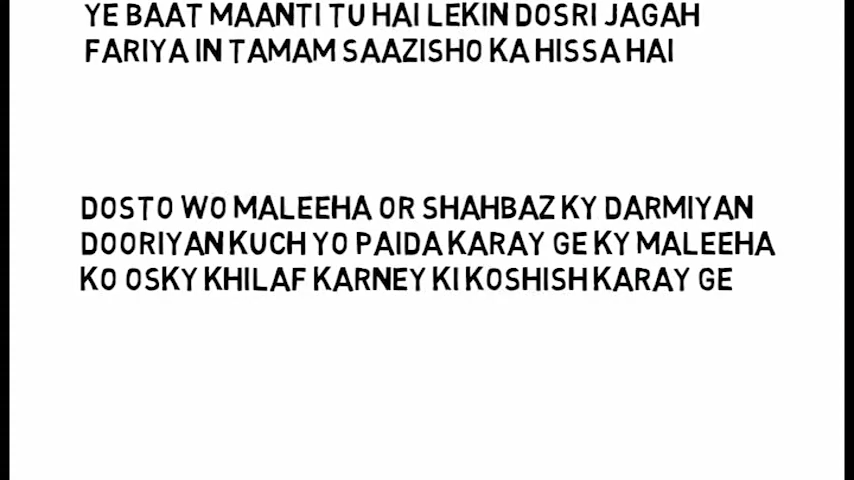 YE BAAT MAANTI TU HAI LEKIN DOSRI JAGAH
FARIYA IN TAMAM SAAZISHO KA HISSA HAI
DOSTO WO MALEEHA OR SHAHBAZ KY DARMIYAN
DOORIYAN KUCH YO PAIDA KARAY GE KY MALEEHA
KO OSKY KHILAF KARNEY KI KOSHISH KARAY GE